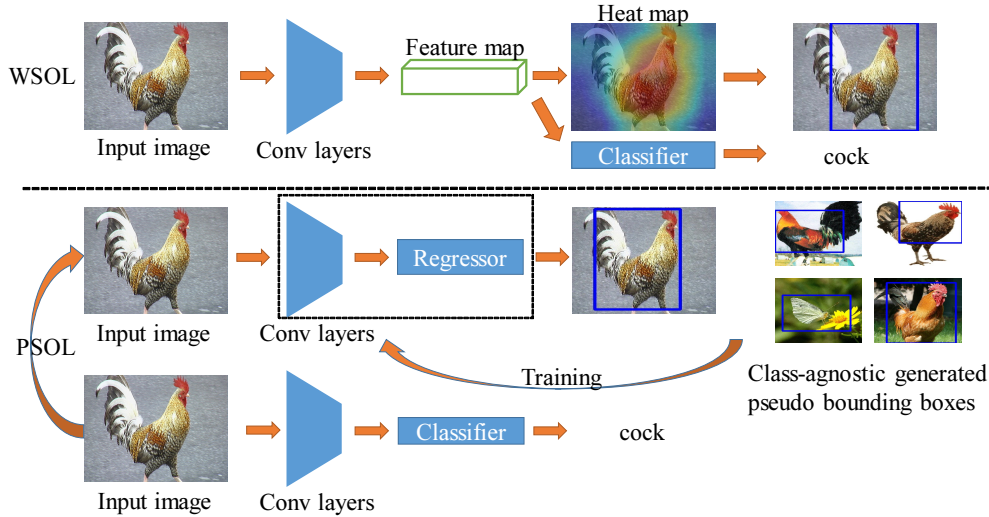 WSOL
Input image
Conv layers
Feature map
Heat map
Classifier
cock
PSOL
Input image
Conv layers
Regressor
Training
Class-agnostic generated
pseudo bounding boxes
Input image
Conv layers
Classifier
cock